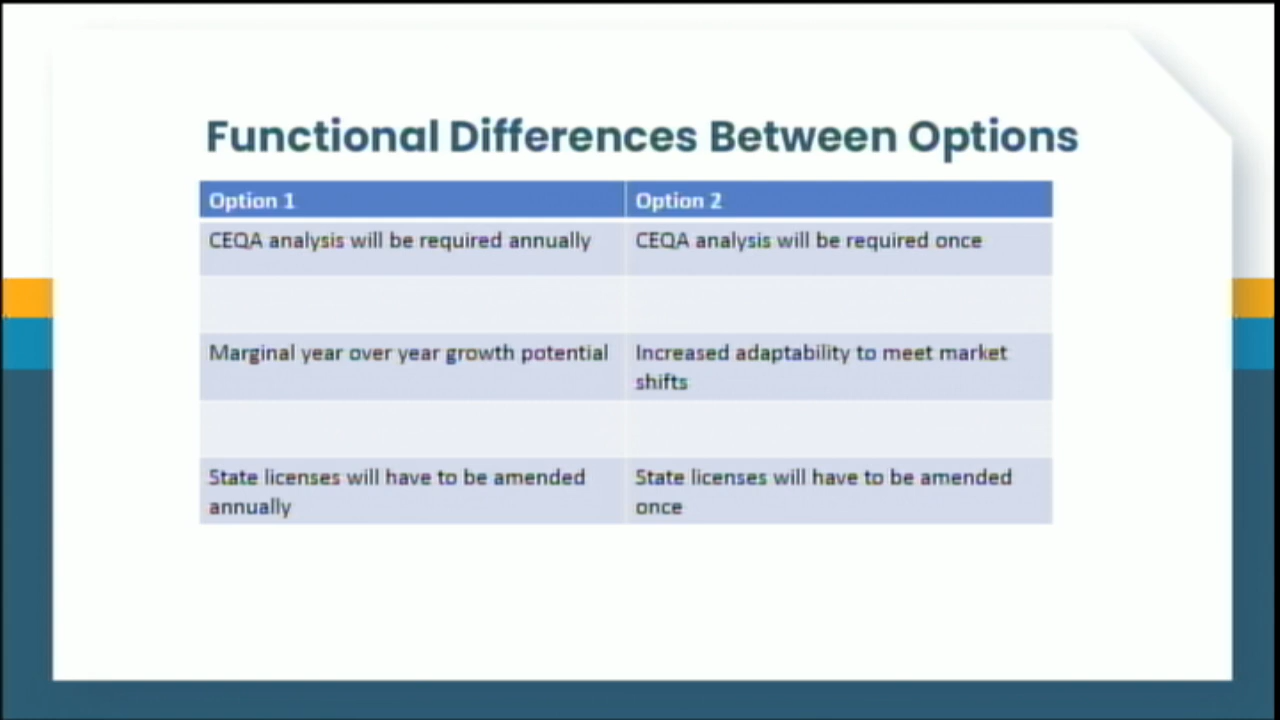 Functional Differences Between Options
Option 1
Option 2
CEQA analysis will be required annually
CEQA analysis will be required once
Marginal year over year growth potential
Increased adaptability to meet market
shifts
State licenses will have to be amended
annually
State licenses will have to be amended
once